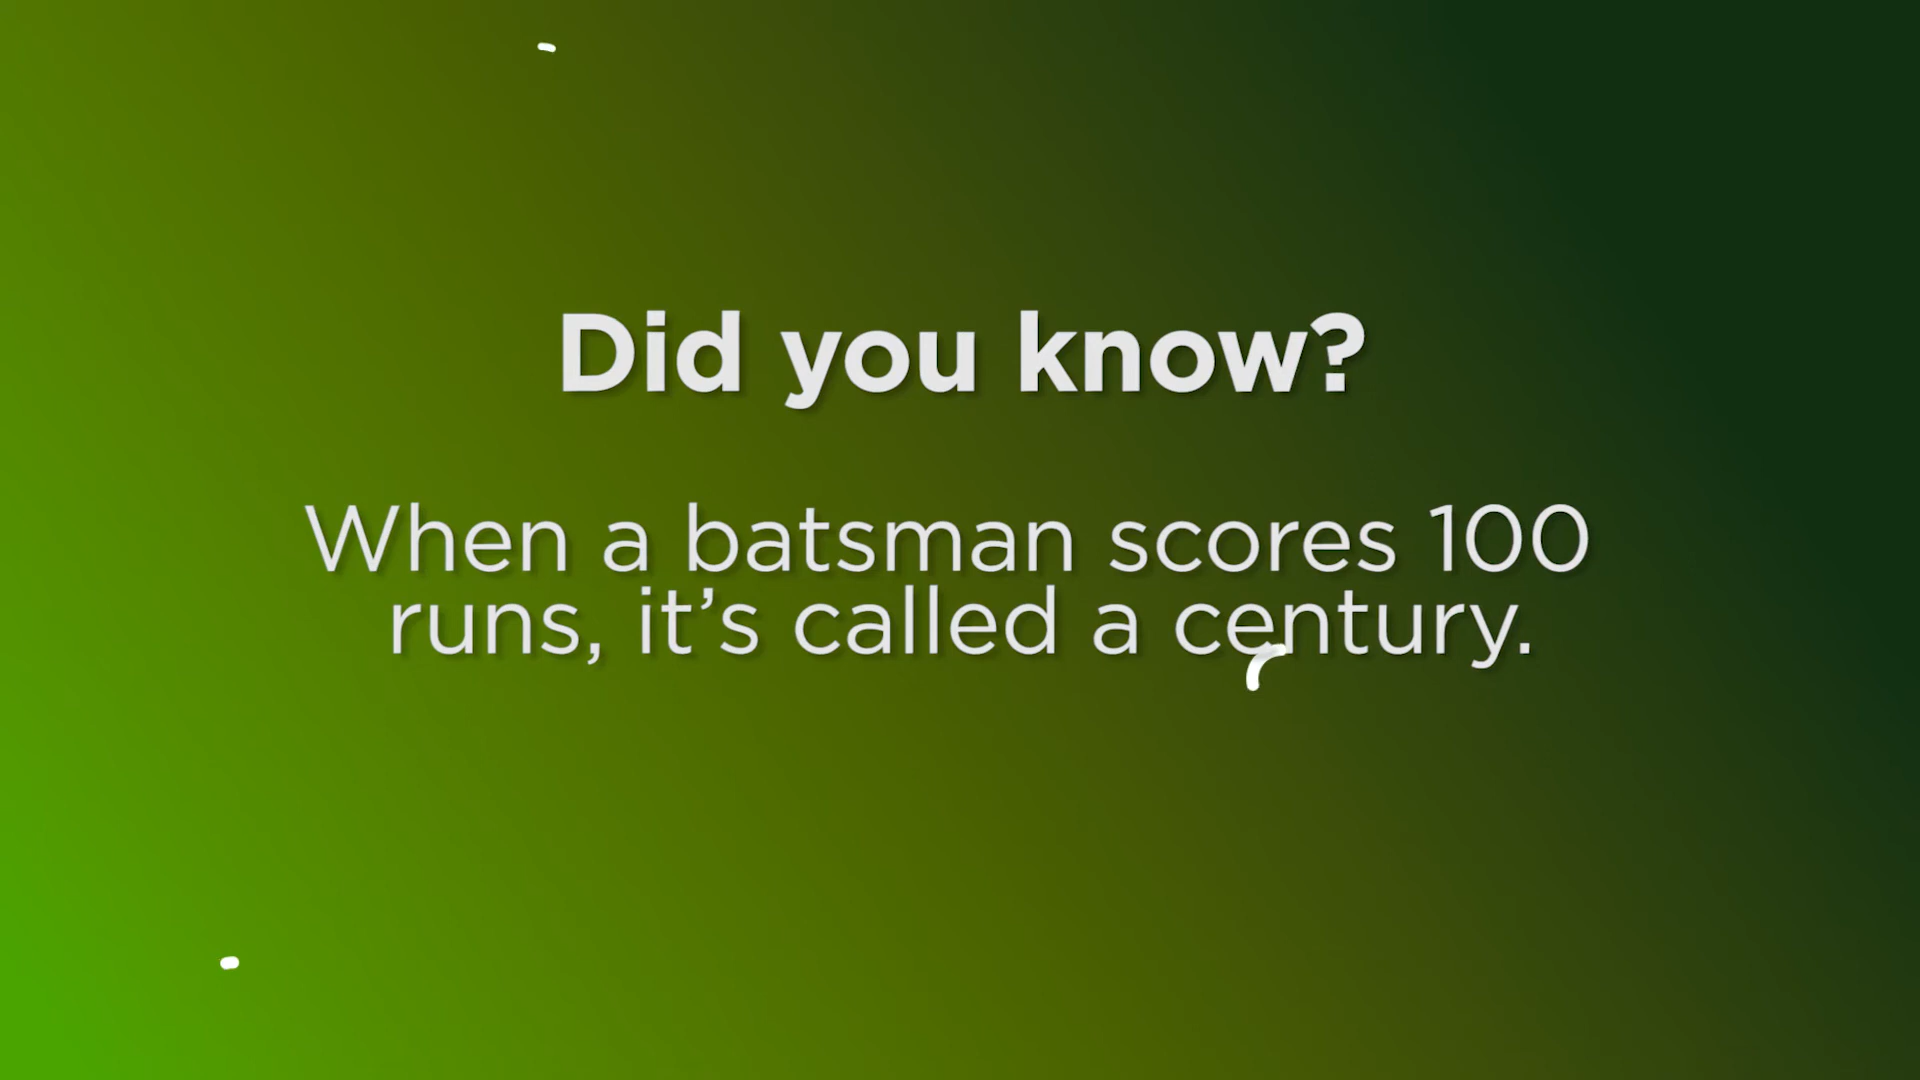 Did you know?
When a batsman scores 100
runs, it’s called a century.